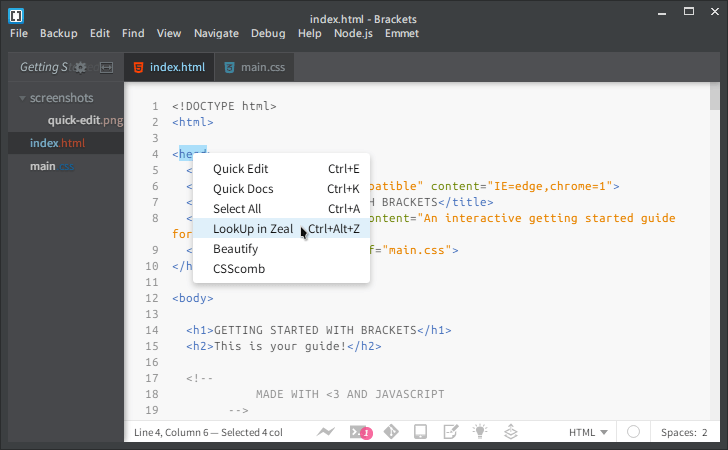 index.html - Brackets
File Backup Edit Find View Navigate Debug Help Node.js Emmet
Getting S
index.html main.css
screenshots
quick-edit.png
index.html
main.css
1 <!DOCTYPE html>
2 <html>
3
4 <head>
5 <
6 <patible" content="IE=edge,chrome=1">
7 <H BRACKETS</title>
8 <content="An interactive getting started guide
for
9 <f="main.css">
10 </h
11
12 <body>
13
14 <h1>GETTING STARTED WITH BRACKETS</h1>
15 <h2>This is your guide!</h2>
16
17 <!--
18 MADE WITH <3 AND JAVASCRIPT
19 -->
Quick Edit Ctrl+E
Quick Docs Ctrl+K
Select All Ctrl+A
LookUp in Zeal Ctrl+Alt+Z
Beautify
CSScomb
Line 4, Column 6 — Selected 4 col 1 HTML Spaces: 2